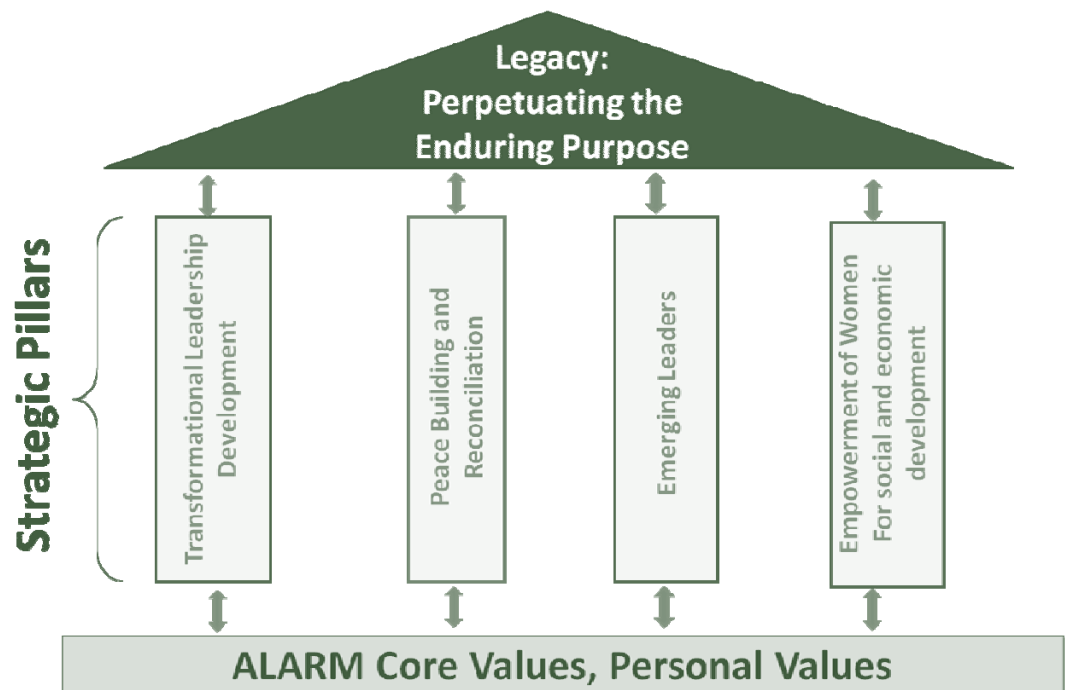 Legacy:
Perpetuating the
Enduring Purpose
Strategic Pillars
Transformational Leadership
Development
Peace Building and
Reconciliation
Emerging Leaders
Empowerment of Women
For social and economic
development
ALARM Core Values, Personal Values